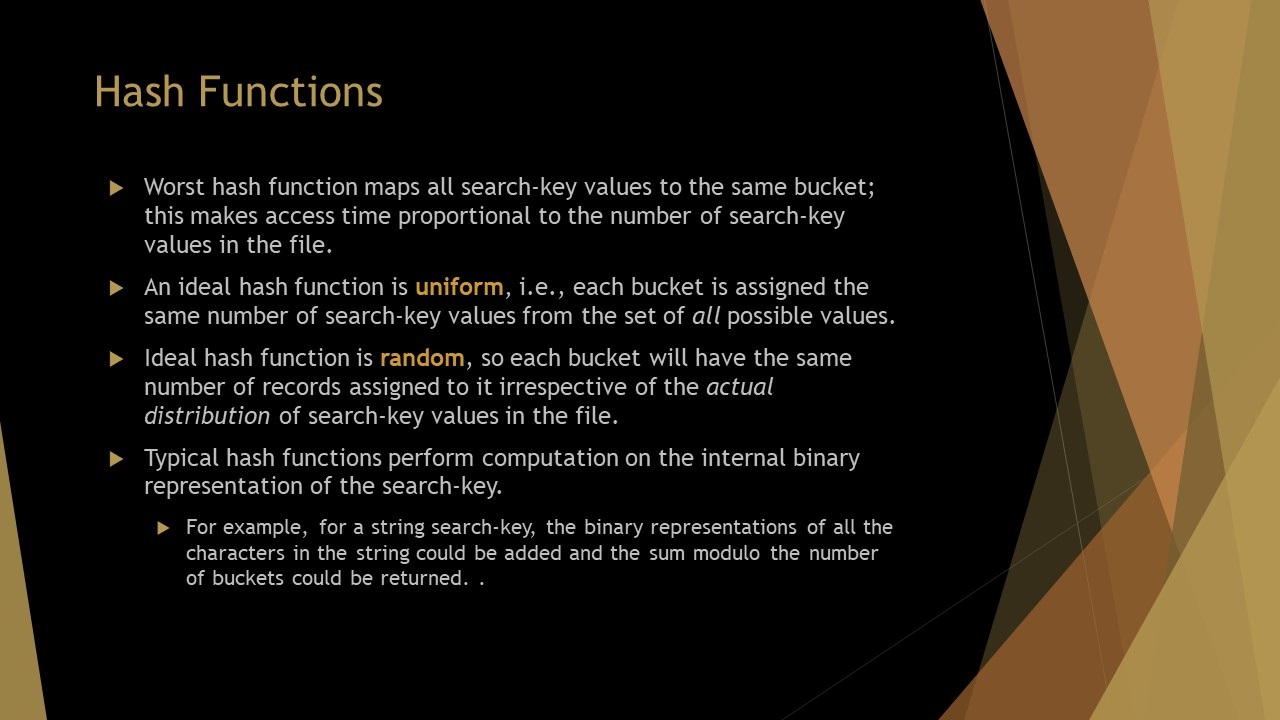 Hash Functions
Worst hash function maps all search-key values to the same bucket;
this makes access time proportional to the number of search-key
values in the file.
An ideal hash function is uniform, i.e., each bucket is assigned the
same number of search-key values from the set of all possible values.
Ideal hash function is random, so each bucket will have the same
number of records assigned to it irrespective of the actual
distribution of search-key values in the file.
Typical hash functions perform computation on the internal binary
representation of the search-key.
For example, for a string search-key, the binary representations of all the
characters in the string could be added and the sum modulo the number
of buckets could be returned. .